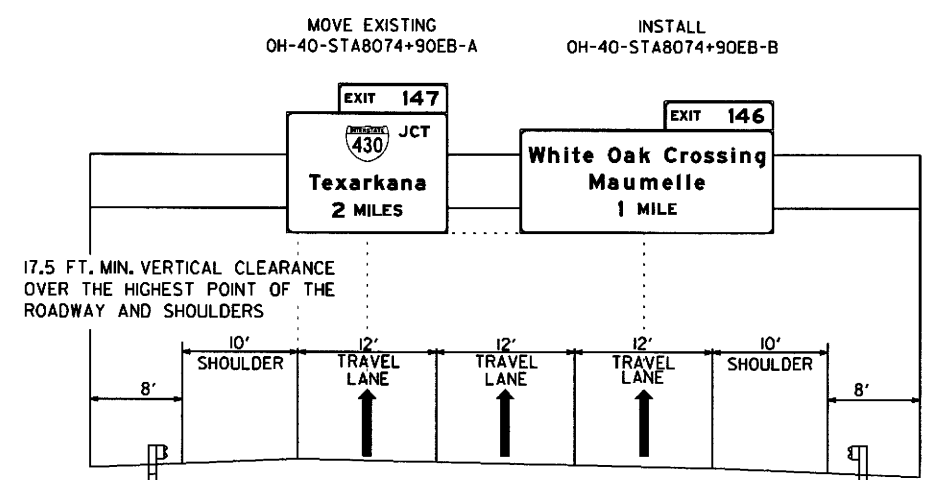 MOVE EXISTING
OH-40-STA8074+90EB-A
INSTALL
OH-40-STA8074+90EB-B
EXIT 147
INTERSTATE
430
JCT
Texarkana
2 MILES
EXIT 146
White Oak Crossing
Maumelle
1 MILE
17.5 FT. MIN. VERTICAL CLEARANCE
OVER THE HIGHEST POINT OF THE
ROADWAY AND SHOULDERS
10'
SHOULDER
12'
TRAVEL
LANE
12'
TRAVEL
LANE
12'
TRAVEL
LANE
10'
SHOULDER
8'
8'